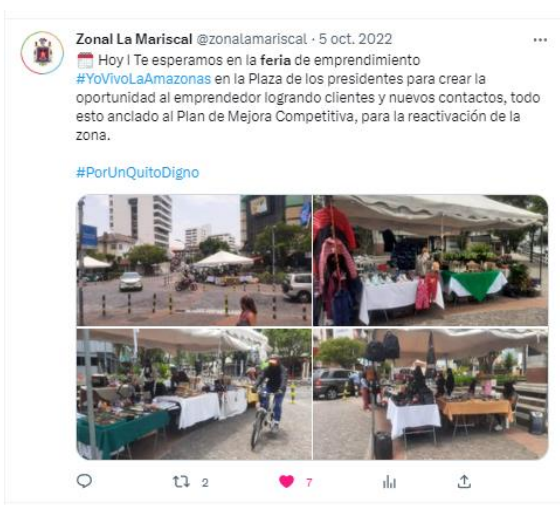 Zonal La Mariscal @zonalamariscal · 5 oct. 2022
Hoy I Te esperamos en la feria de emprendimiento
#YoVivoLaAmazonas en la Plaza de los presidentes para crear la
oportunidad al emprendedor logrando clientes y nuevos contactos, todo
esto anclado al Plan de Mejora Competitiva, para la reactivación de la
zona.
#PorUnQuitoDigno
2
7